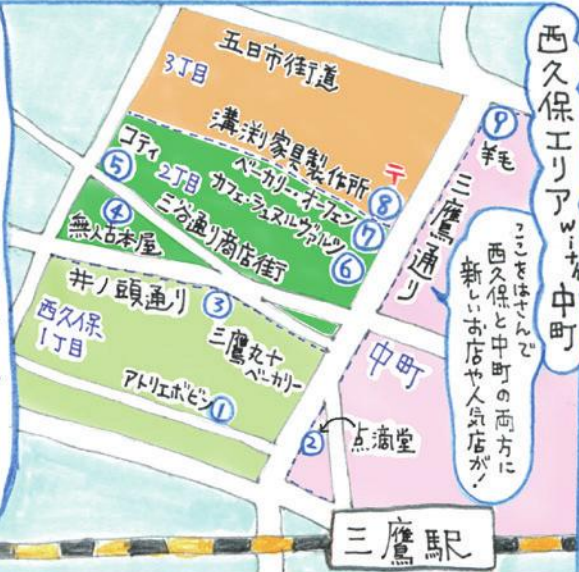 西久保エリア with 中町
五日市街道
3丁目
溝渕家具製作所
〒
⑧
⑨
羊毛
三鷹通り
ここをはさんで
西久保と中町の両方に
新しいお店や人気店が!
コティ
⑤
2丁目
ベーカリー・オーフェン
⑦
カフェ・シュヌルヴァルツ
⑥
④
無人古本屋
三谷通り商店街
井ノ頭通り
③
三鷹丸十
ベーカリー
西久保
1丁目
アトリエボビン
①
中町
②
点滴堂
三鷹駅